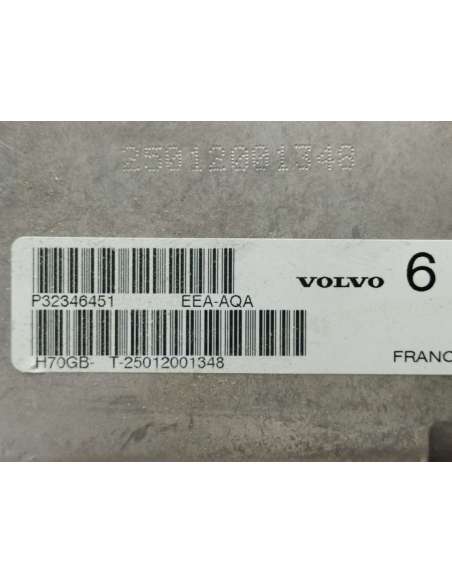 25012001348
P32346451 EEA-AQA
VOLVO 6
H70GB- T-25012001348
FRANC